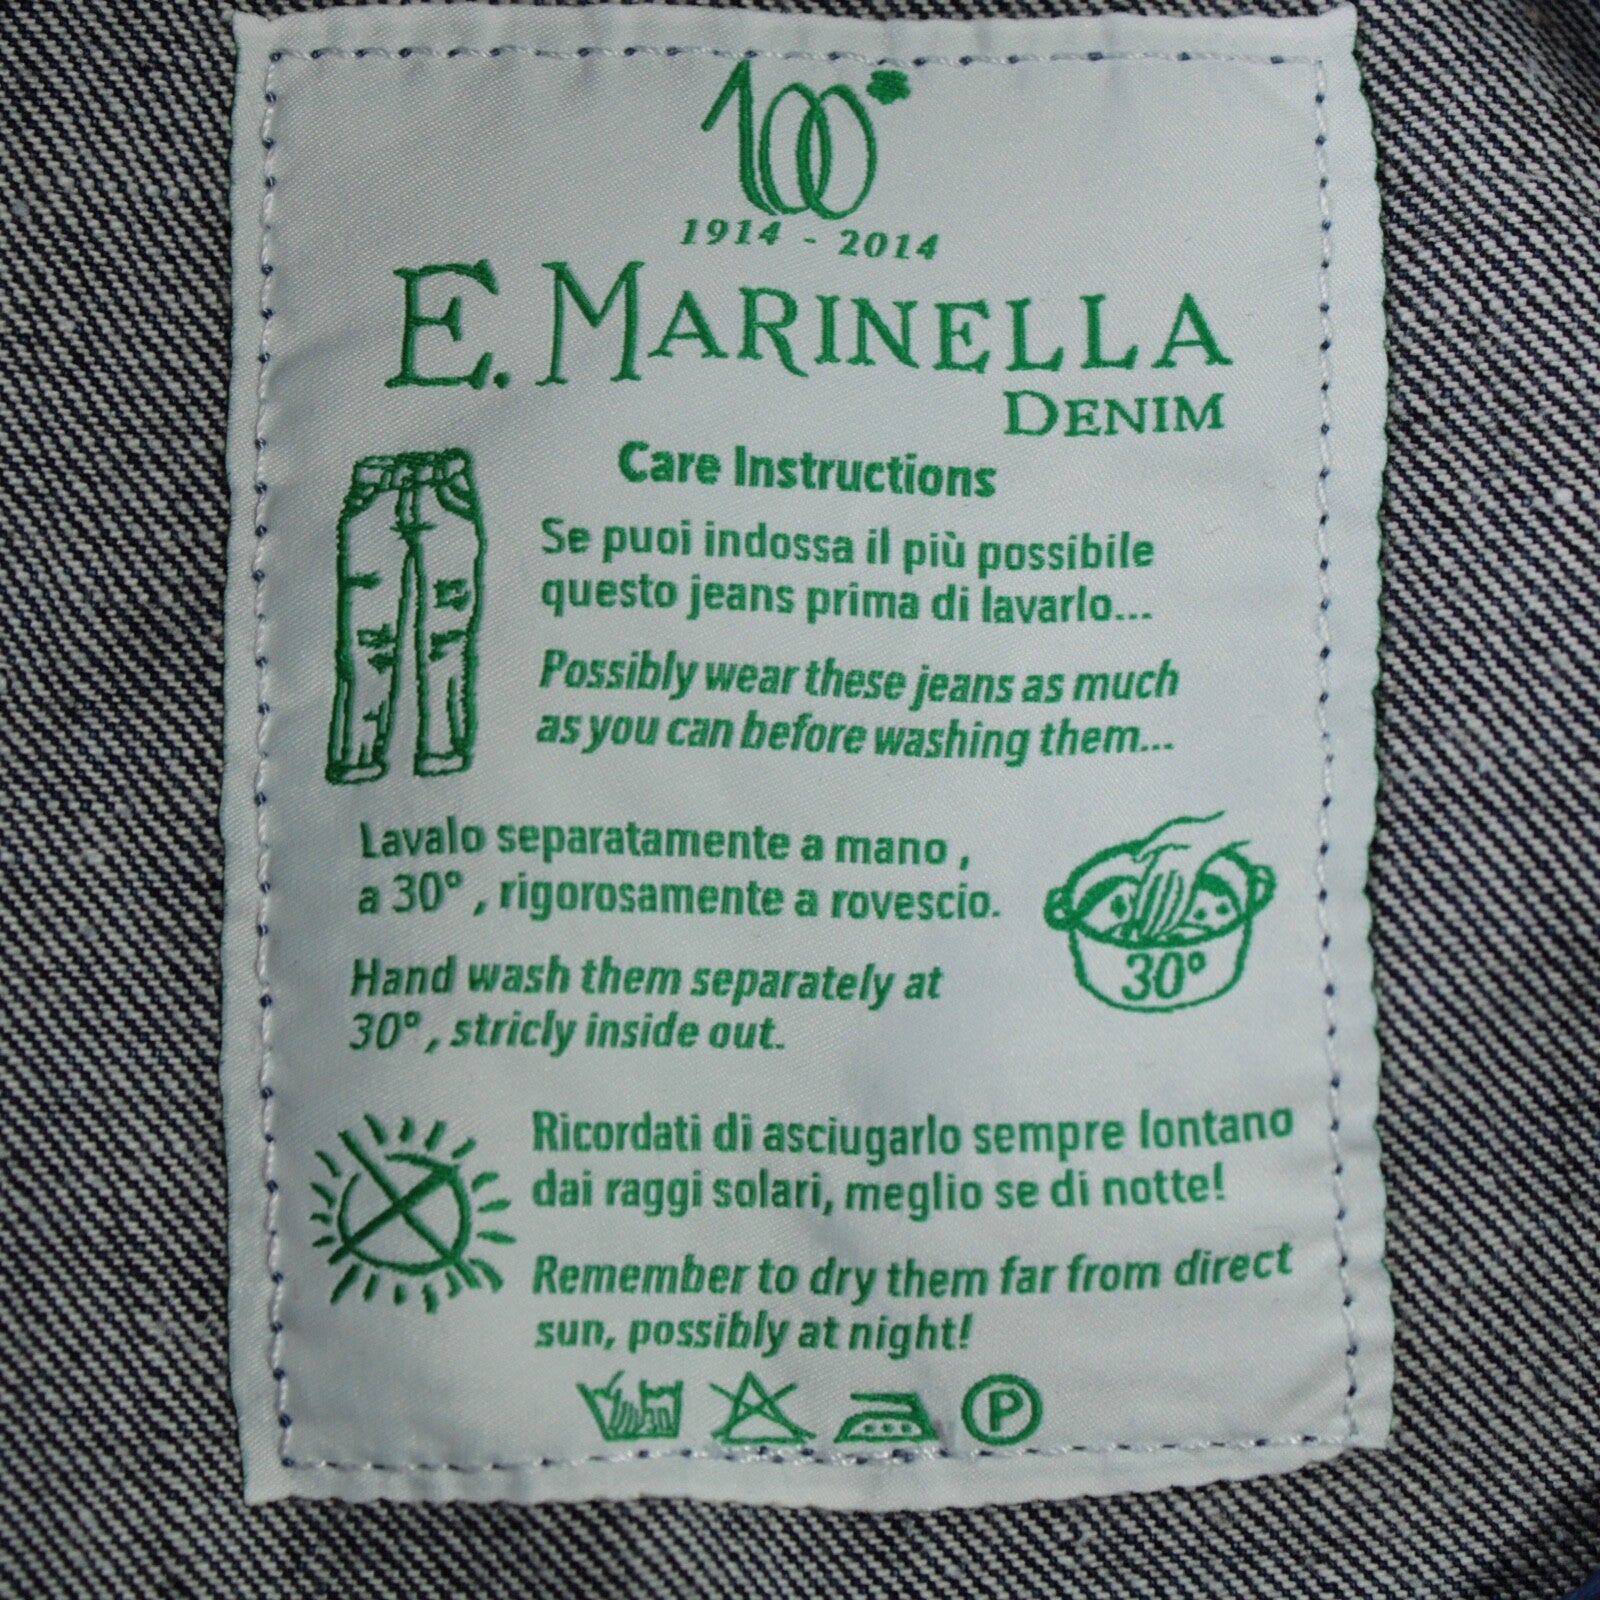 100°
1914 - 2014
E. MARINELLA
DENIM
Care Instructions
Se puoi indossa il più possibile
questo jeans prima di lavarlo...
Possibly wear these jeans as much
as you can before washing them...
Lavalo separatamente a mano ,
a 30° , rigorosamente a rovescio.
30°
Hand wash them separately at
30° , stricly inside out.
Ricordati di asciugarlo sempre lontano
dai raggi solari, meglio se di notte!
Remember to dry them far from direct
sun, possibly at night!
P